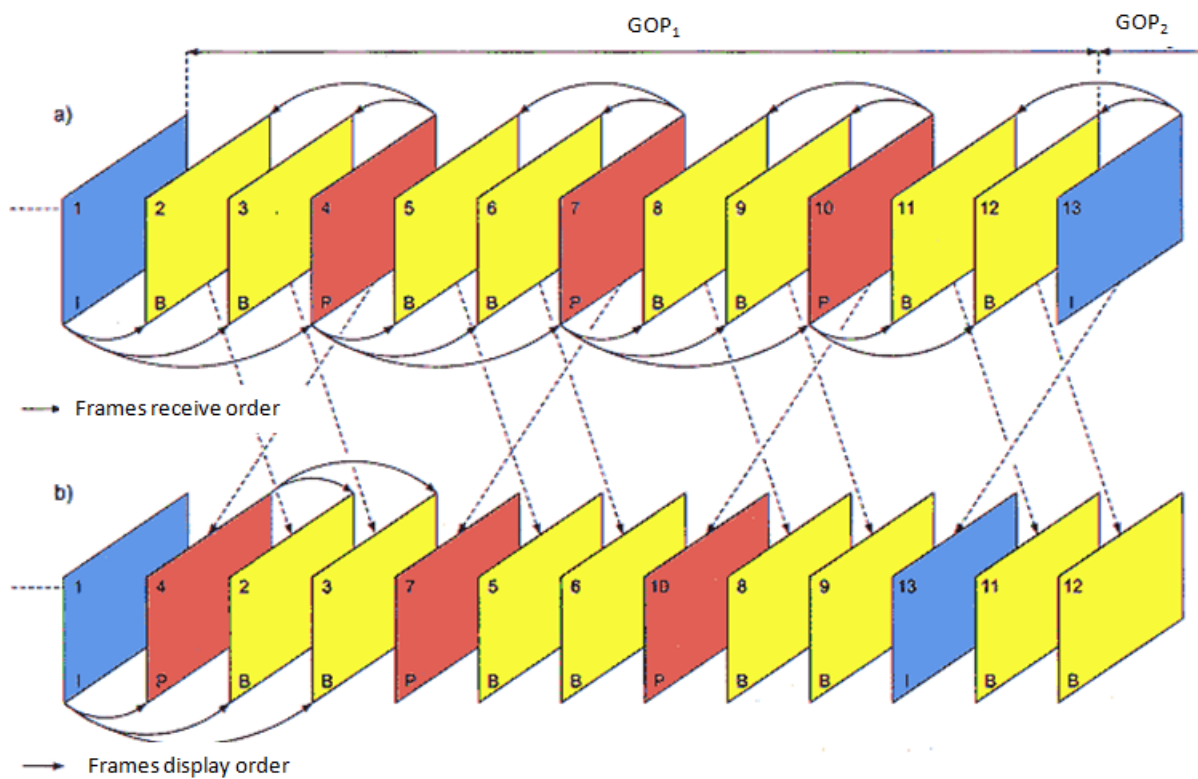 GOP₁ GOP₂
a)
1 2 3 4 5 6 7 8 9 10 11 12 13
I B B P B B P B B P B B I
Frames receive order
b)
1 4 2 3 7 5 6 10 8 9 13 11 12
I P B B P B B P B B I B B
Frames display order